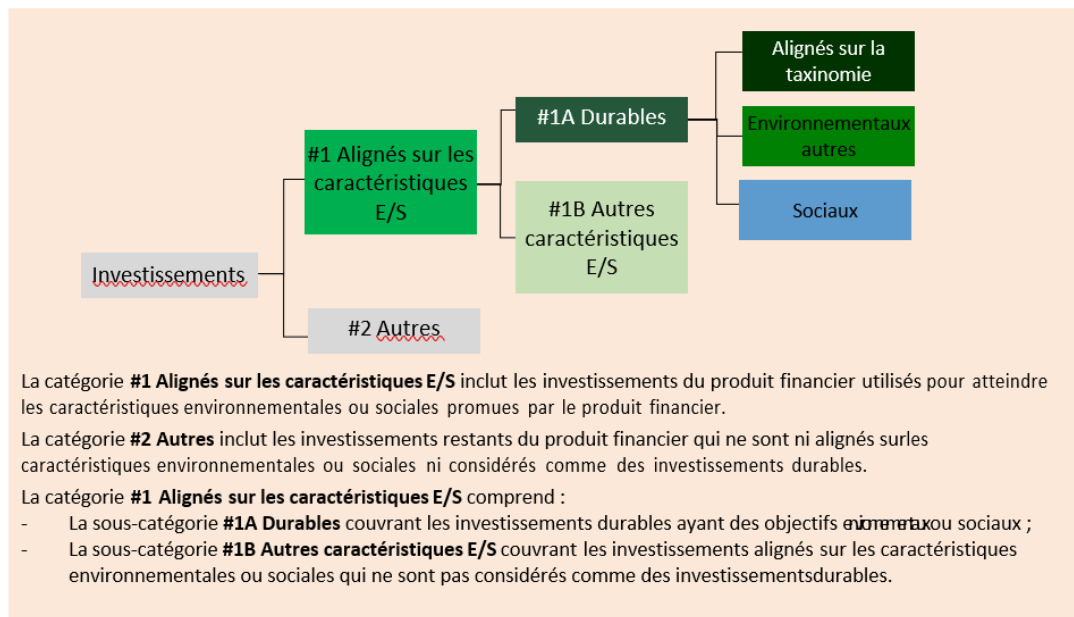 Alignés sur la
taxinomie
#1A Durables
Environnementaux
autres
#1 Alignés sur les
caractéristiques
E/S
#1B Autres
caractéristiques
E/S
Sociaux
Investissements
#2 Autres
La catégorie #1 Alignés sur les caractéristiques E/S inclut les investissements du produit financier utilisés pour atteindre
les caractéristiques environnementales ou sociales promues par le produit financier.
La catégorie #2 Autres inclut les investissements restants du produit financier qui ne sont ni alignés surles
caractéristiques environnementales ou sociales ni considérés comme des investissements durables.
La catégorie #1 Alignés sur les caractéristiques E/S comprend :
- La sous-catégorie #1A Durables couvrant les investissements durables ayant des objectifs environnementaux ou sociaux ;
- La sous-catégorie #1B Autres caractéristiques E/S couvrant les investissements alignés sur les caractéristiques
environnementales ou sociales qui ne sont pas considérés comme des investissementsdurables.